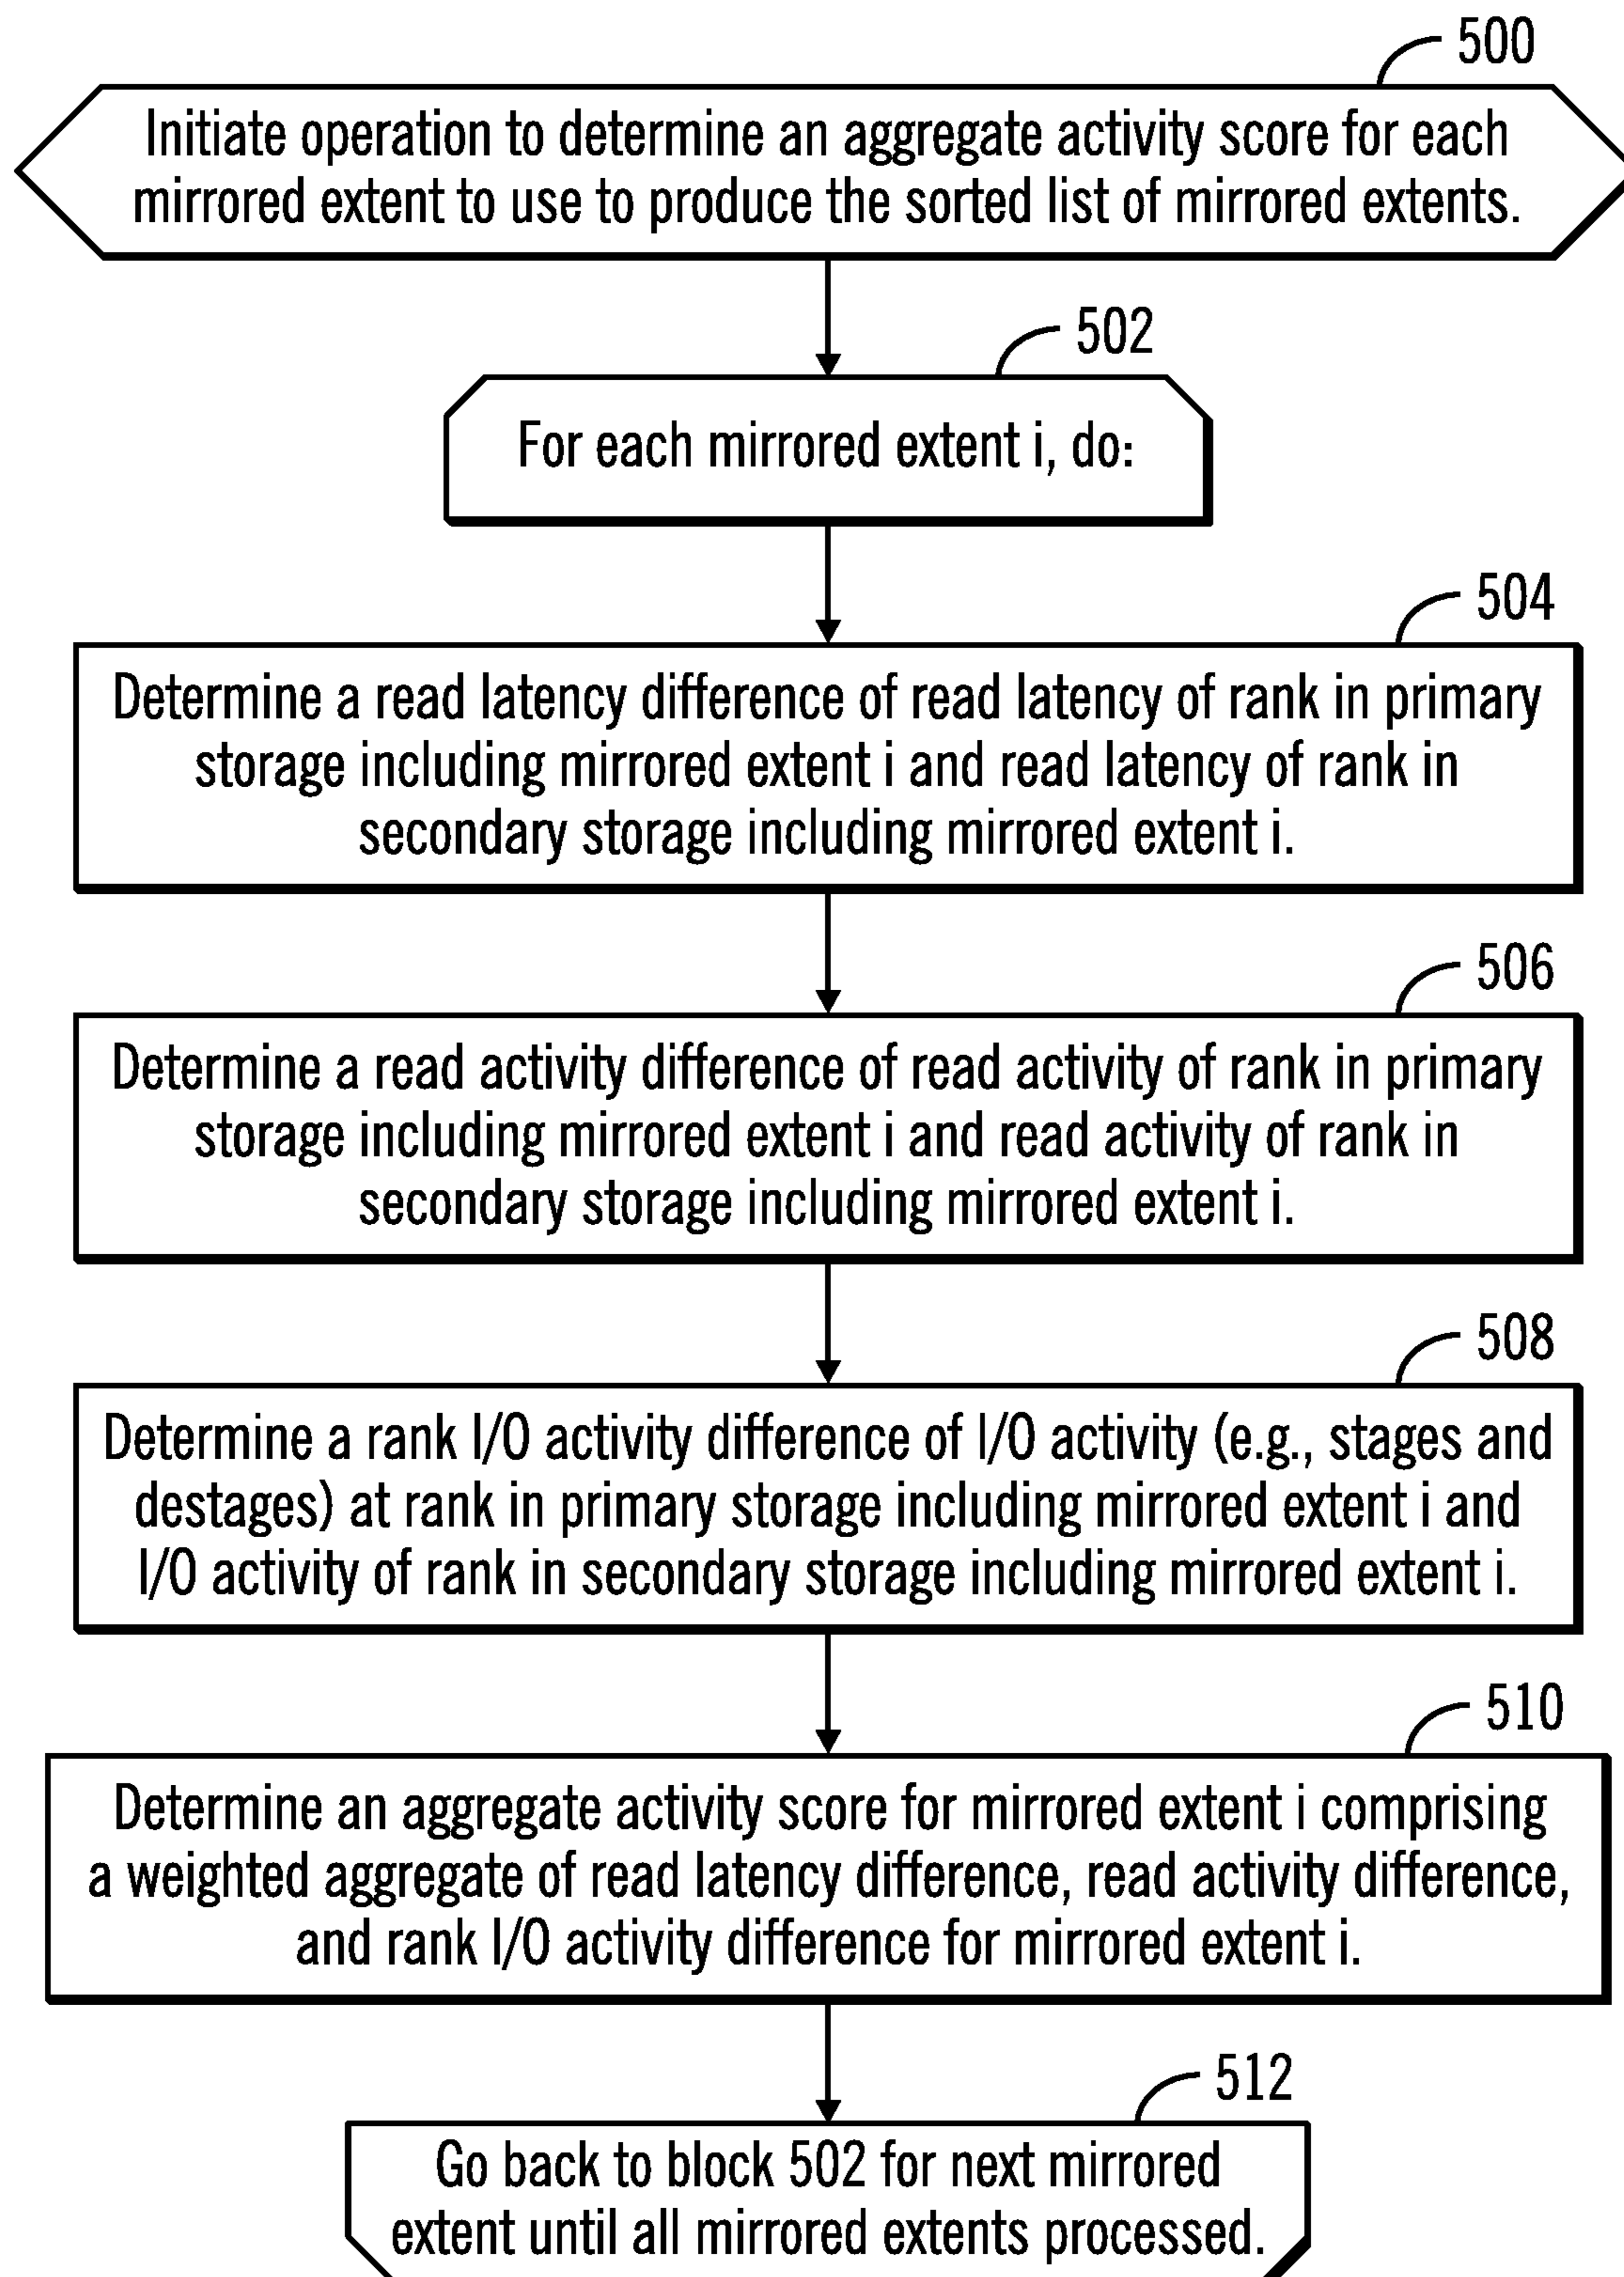 500
Initiate operation to determine an aggregate activity score for each
mirrored extent to use to produce the sorted list of mirrored extents.
502
For each mirrored extent i, do:
504
Determine a read latency difference of read latency of rank in primary
storage including mirrored extent i and read latency of rank in
secondary storage including mirrored extent i.
506
Determine a read activity difference of read activity of rank in primary
storage including mirrored extent i and read activity of rank in
secondary storage including mirrored extent i.
508
Determine a rank I/O activity difference of I/O activity (e.g., stages and
destages) at rank in primary storage including mirrored extent i and
I/O activity of rank in secondary storage including mirrored extent i.
510
Determine an aggregate activity score for mirrored extent i comprising
a weighted aggregate of read latency difference, read activity difference,
and rank I/O activity difference for mirrored extent i.
512
Go back to block 502 for next mirrored
extent until all mirrored extents processed.